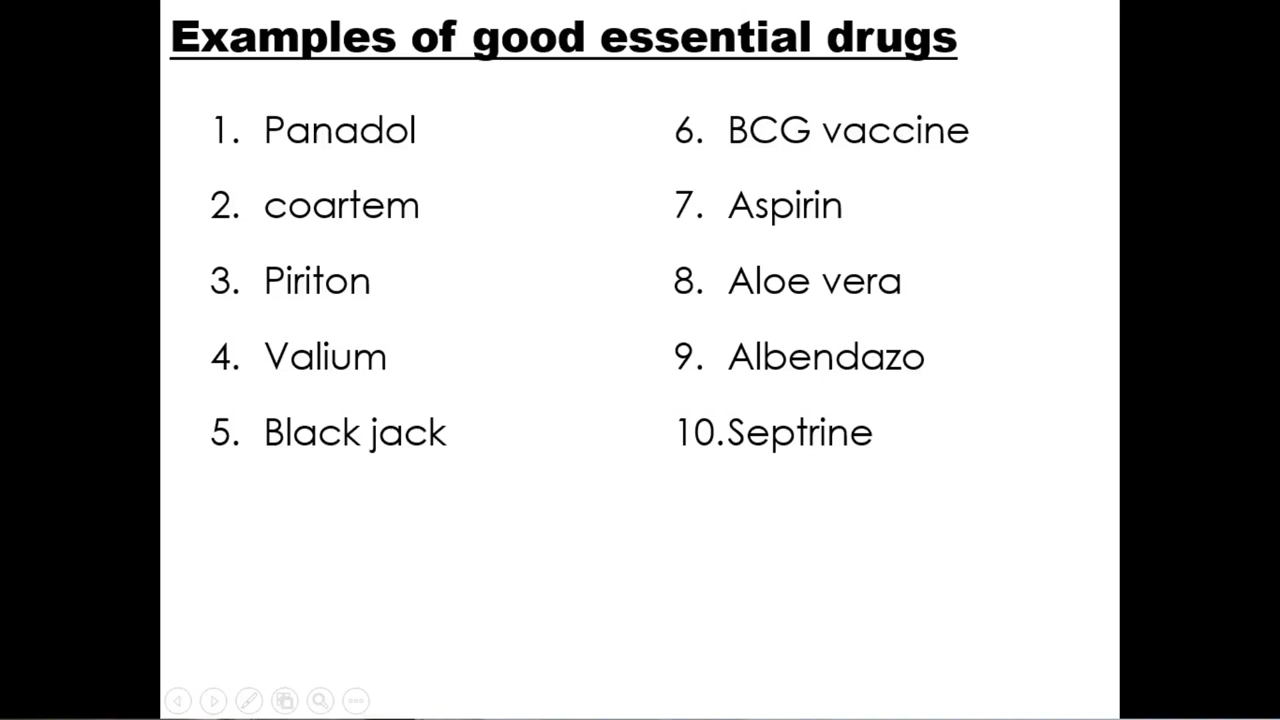 Examples of good essential drugs
1. Panadol
2. coartem
3. Piriton
4. Valium
5. Black jack
6. BCG vaccine
7. Aspirin
8. Aloe vera
9. Albendazo
10.Septrine